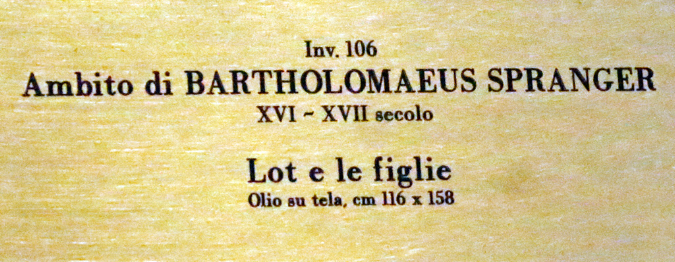 Inv. 106
Ambito di BARTHOLOMAEUS SPRANGER
XVI ~ XVII secolo
Lot e le figlie
Olio su tela, cm 116 x 158